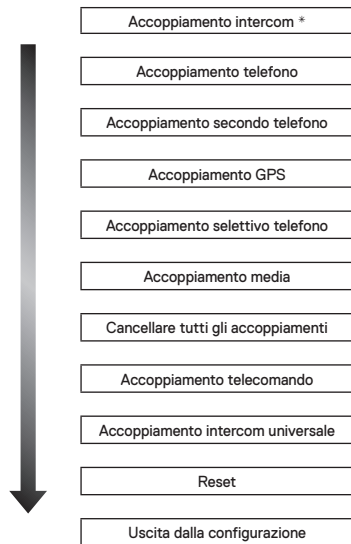 Accoppiamento intercom *
Accoppiamento telefono
Accoppiamento secondo telefono
Accoppiamento GPS
Accoppiamento selettivo telefono
Accoppiamento media
Cancellare tutti gli accoppiamenti
Accoppiamento telecomando
Accoppiamento intercom universale
Reset
Uscita dalla configurazione